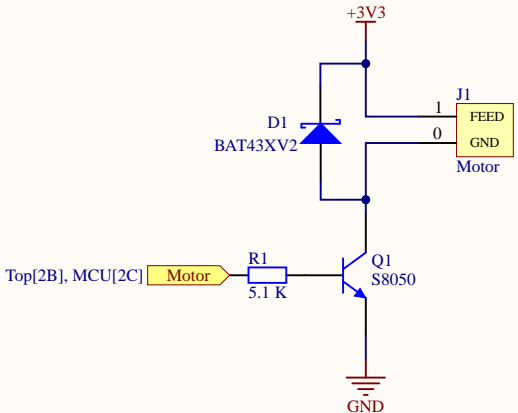 +3V3
J1
1 FEED
D1
0 GND
BAT43XV2
Motor
R1
Q1
Top[2B], MCU[2C] Motor
S8050
5.1 K
GND